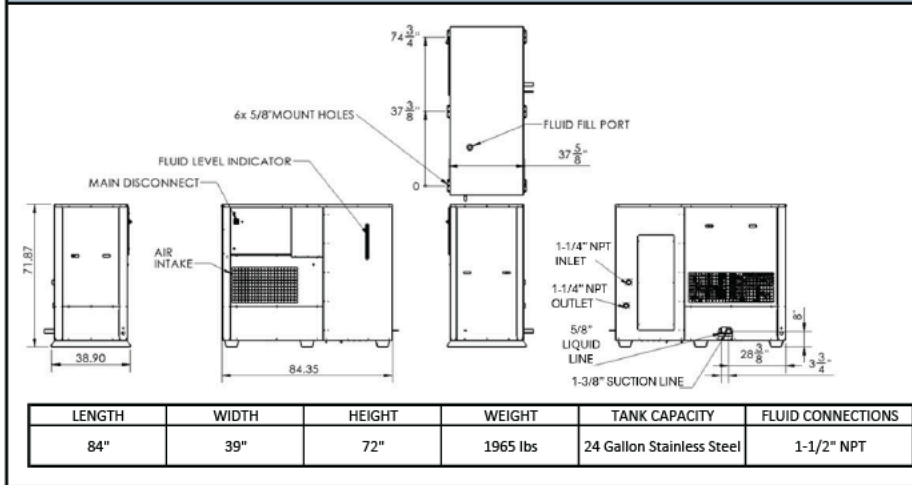 74 3/4"
37 3/8"
0
6x 5/8"MOUNT HOLES
FLUID FILL PORT
37 5/8"
FLUID LEVEL INDICATOR
MAIN DISCONNECT
AIR
INTAKE
71.87
38.90
84.35
1-1/4" NPT
INLET
1-1/4" NPT
OUTLET
5/8"
LIQUID
LINE
1-3/8" SUCTION LINE
8"
28 3/8"
3 3/4"
LENGTH WIDTH HEIGHT WEIGHT TANK CAPACITY FLUID CONNECTIONS
84" 39" 72" 1965 lbs 24 Gallon Stainless Steel 1-1/2" NPT